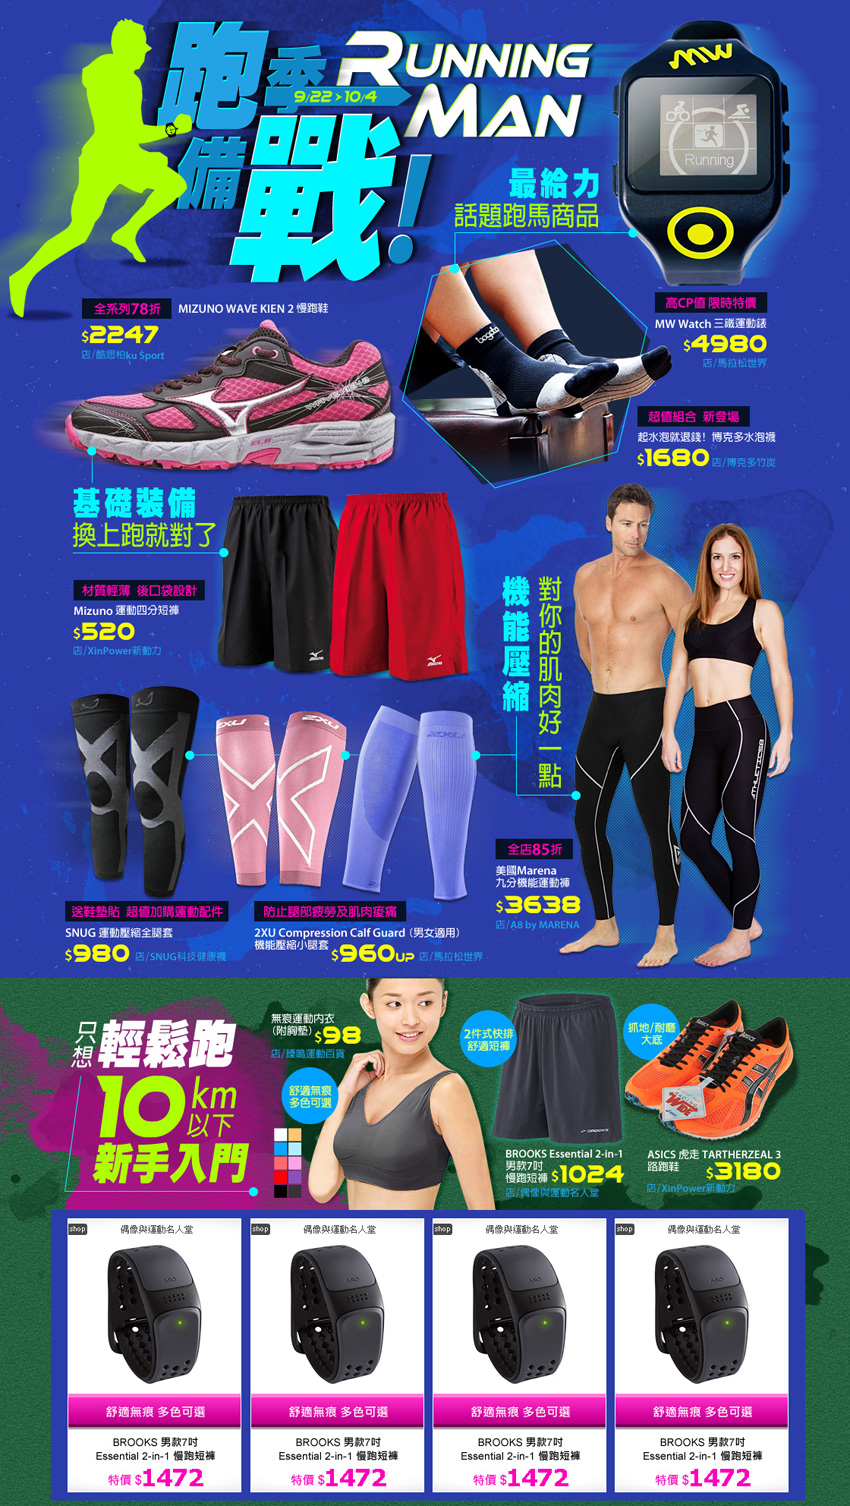 跑季
備戰!
RUNNING
MAN
9/22 > 10/4
MW
Running
最給力
話題跑馬商品
全系列78折
MIZUNO WAVE KIEN 2 慢跑鞋
$2247
店/酷思柏ku Sport
高CP值 限時特價
MW Watch 三鐵運動錶
$4980
店/馬拉松世界
超值組合 新登場
起水泡就退錢! 博克多水泡襪
$1680 店/博克多竹炭
基礎裝備
換上跑就對了
材質輕薄 後口袋設計
Mizuno 運動四分短褲
$520
店/XinPower新動力
機能壓縮
對你的肌肉好一點
2XU
2XU
2XU
ATHLETICS8
全店85折
美國Marena
九分機能運動褲
$3638
店/A8 by MARENA
送鞋墊貼 超值加購運動配件
SNUG 運動壓縮全腿套
$980 店/SNUG科技健康襪
防止腿部疲勞及肌肉痠痛
2XU Compression Calf Guard (男女適用)
機能壓縮小腿套 $960UP 店/馬拉松世界
只想輕鬆跑
10km
以下
新手入門
無痕運動內衣
(附胸墊) $98
店/臻鳴運動百貨
舒適無痕
多色可選
2件式快排
舒適短褲
BROOKS
BROOKS Essential 2-in-1
男款7吋
慢跑短褲 $1024
店/偶像與運動名人堂
抓地/耐磨
大底
ASICS 虎走 TARTHERZEAL 3
路跑鞋 $3180
店/XinPower新動力
shop 偶像與運動名人堂
MIO
舒適無痕 多色可選
BROOKS 男款7吋
Essential 2-in-1 慢跑短褲
特價 $1472
shop 偶像與運動名人堂
MIO
舒適無痕 多色可選
BROOKS 男款7吋
Essential 2-in-1 慢跑短褲
特價 $1472
shop 偶像與運動名人堂
MIO
舒適無痕 多色可選
BROOKS 男款7吋
Essential 2-in-1 慢跑短褲
特價 $1472
shop 偶像與運動名人堂
MIO
舒適無痕 多色可選
BROOKS 男款7吋
Essential 2-in-1 慢跑短褲
特價 $1472